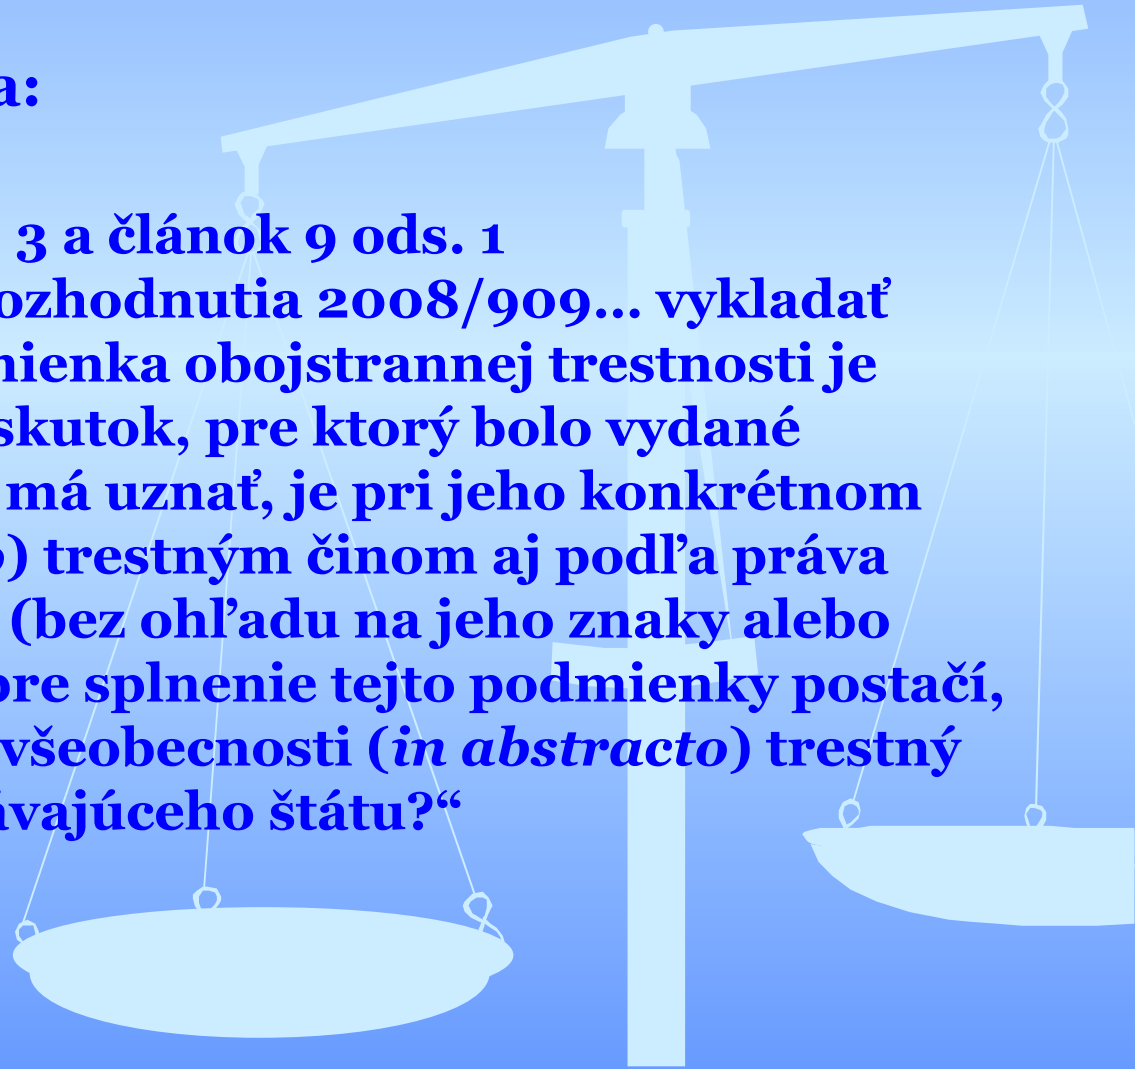 a:
3 a článok 9 ods. 1
ozhodnutia 2008/909... vykladať
nienka obojstrannej trestnosti je
skutok, pre ktorý bolo vydané
má uznať, je pri jeho konkrétnom
o) trestným činom aj podľa práva
(bez ohľadu na jeho znaky alebo
pre splnenie tejto podmienky postačí,
všeobecnosti (in abstracto) trestný
ávajúceho štátu?“